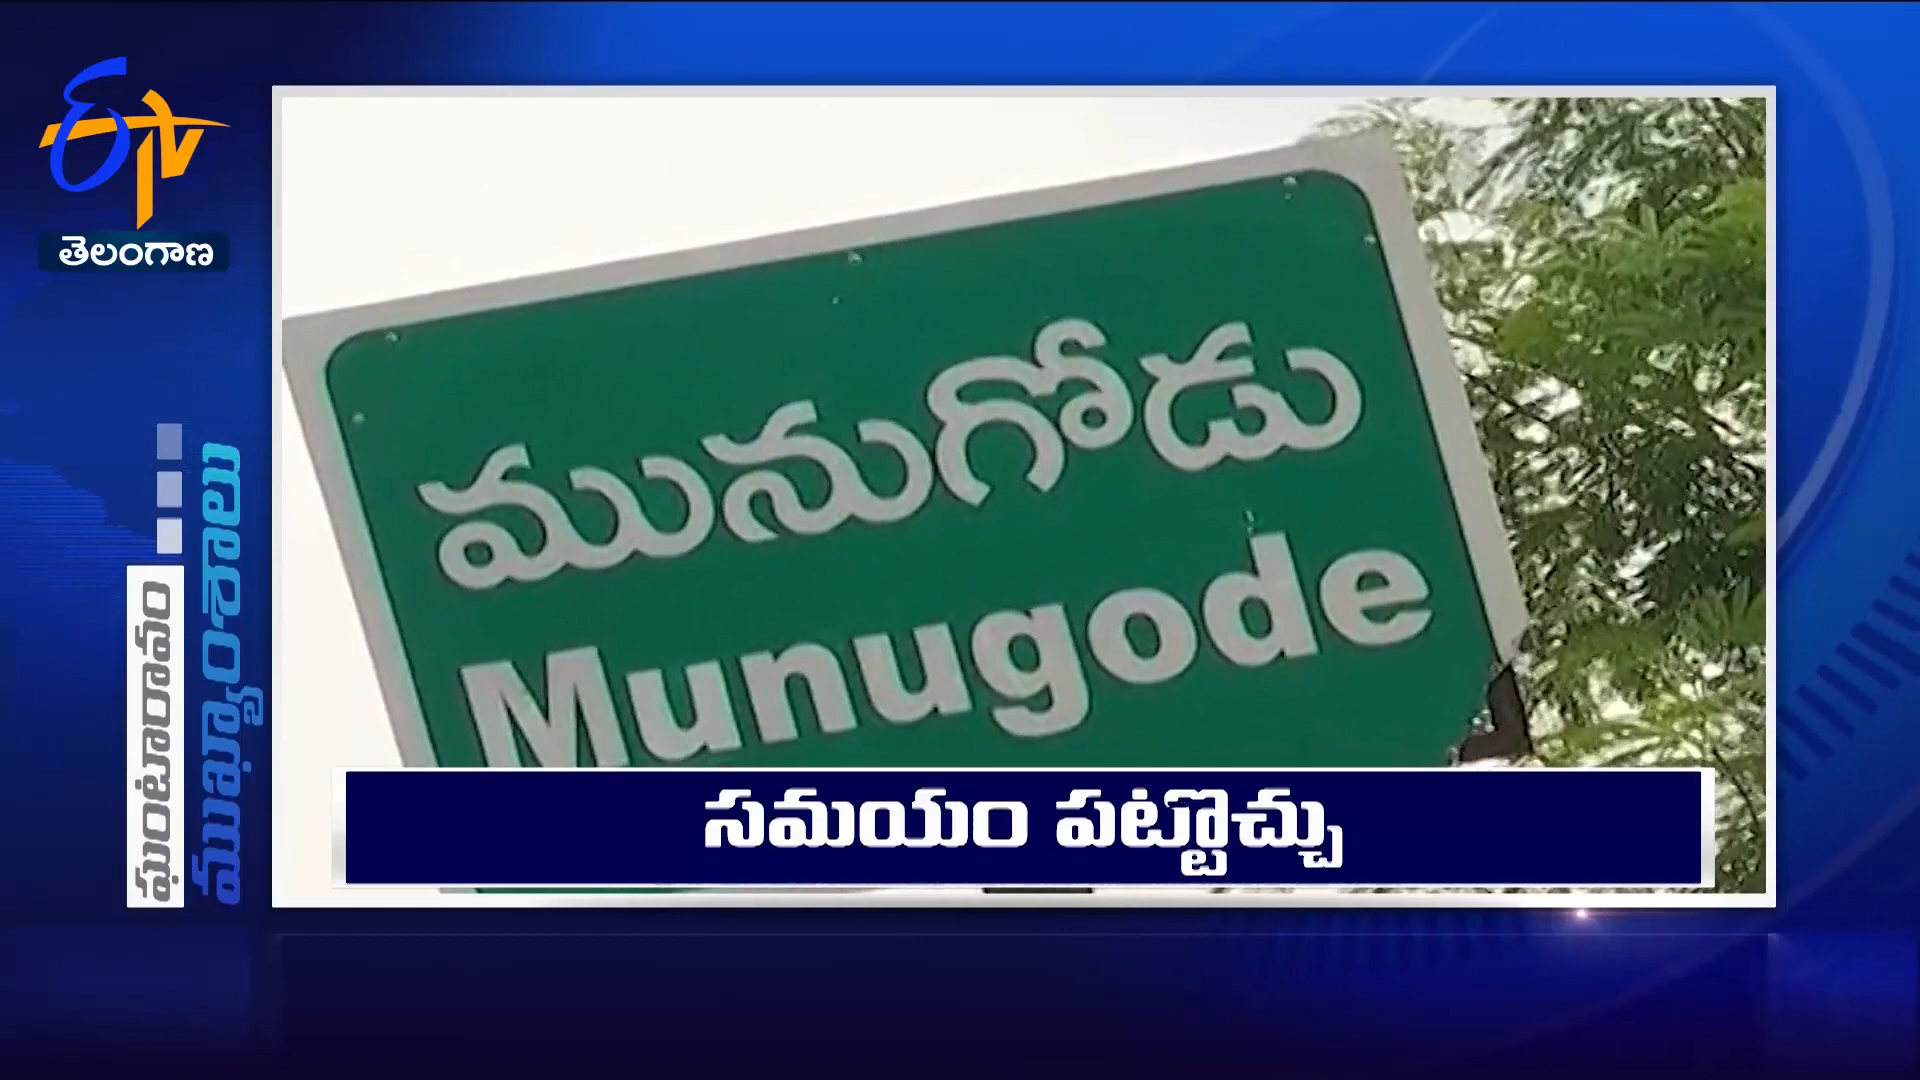 ETV
తెలంగాణ
ఘంటారావం
ముఖ్యాంశాలు
మునుగోడు
Munugode
సమయం పట్టొచ్చు